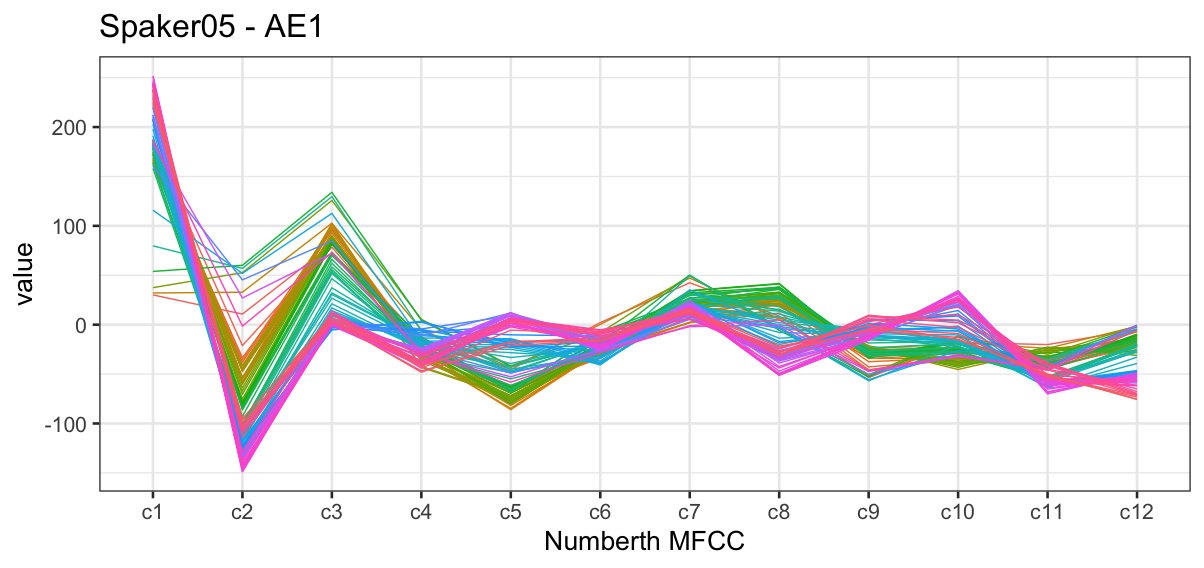 Spaker05 - AE1
200
100
0
-100
value
c1 c2 c3 c4 c5 c6 c7 c8 c9 c10 c11 c12
Numberth MFCC